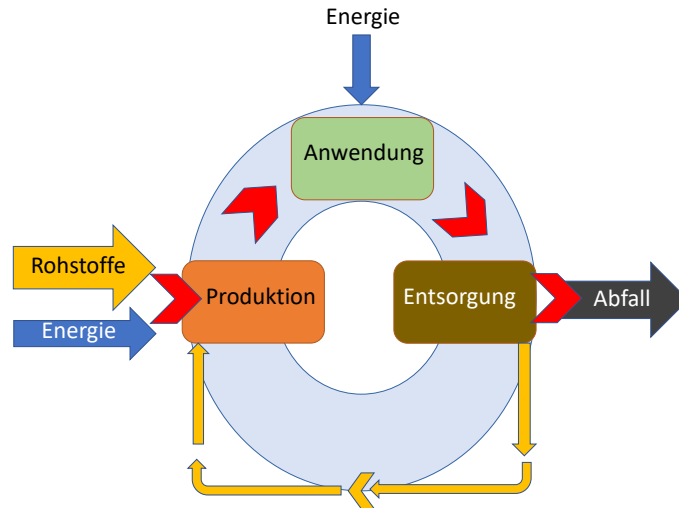 Energie
Anwendung
Rohstoffe
Produktion
Entsorgung
Abfall
Energie